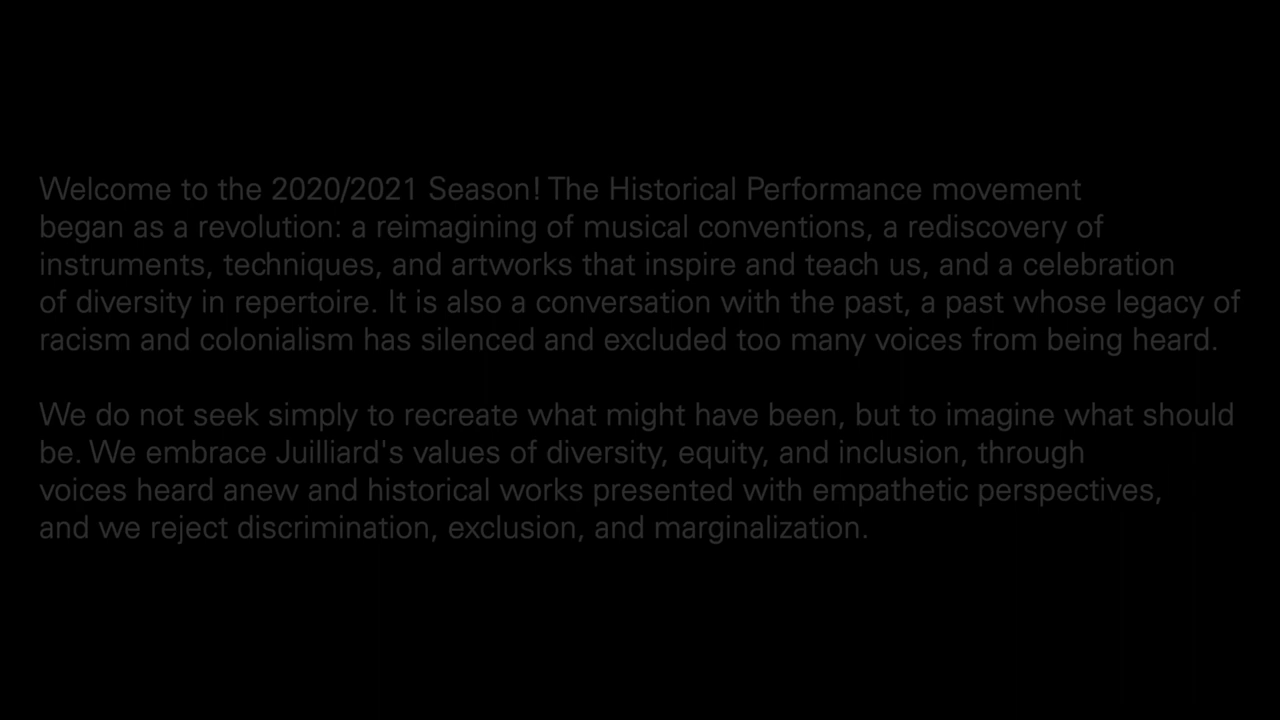 Welcome to the 2020/2021 Season! The Historical Performance movement
began as a revolution: a reimagining of musical conventions, a rediscovery of
instruments, techniques, and artworks that inspire and teach us, and a celebration
of diversity in repertoire. It is also a conversation with the past, a past whose legacy of
racism and colonialism has silenced and excluded too many voices from being heard.
We do not seek simply to recreate what might have been, but to imagine what should
be. We embrace Juilliard's values of diversity, equity, and inclusion, through
voices heard anew and historical works presented with empathetic perspectives,
and we reject discrimination, exclusion, and marginalization.